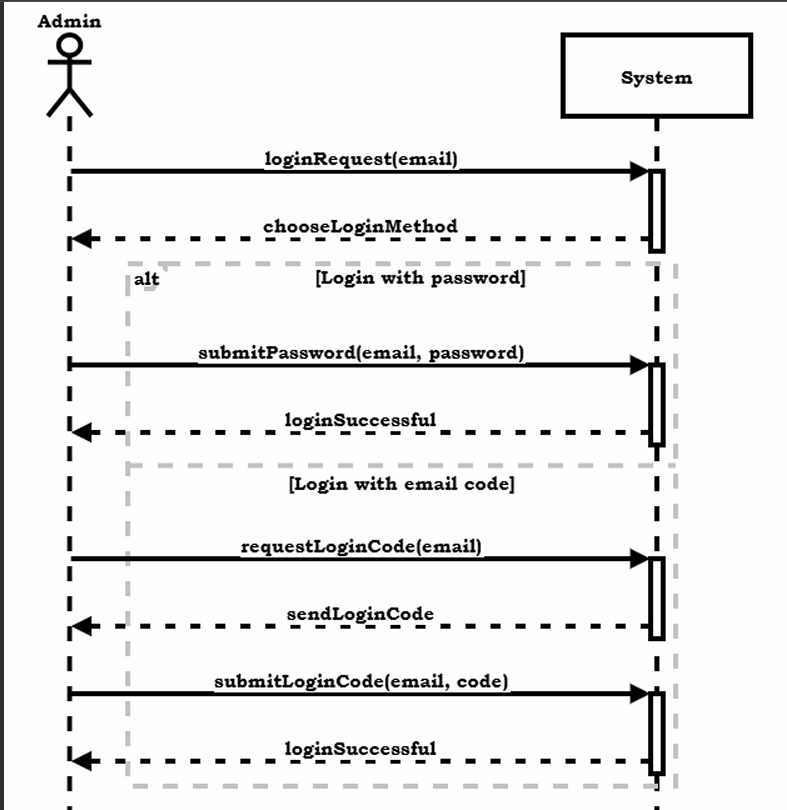 Admin
System
loginRequest(email)
chooseLoginMethod
alt
[Login with password]
submitPassword(email, password)
loginSuccessful
[Login with email code]
requestLoginCode(email)
sendLoginCode
submitLoginCode(email, code)
loginSuccessful